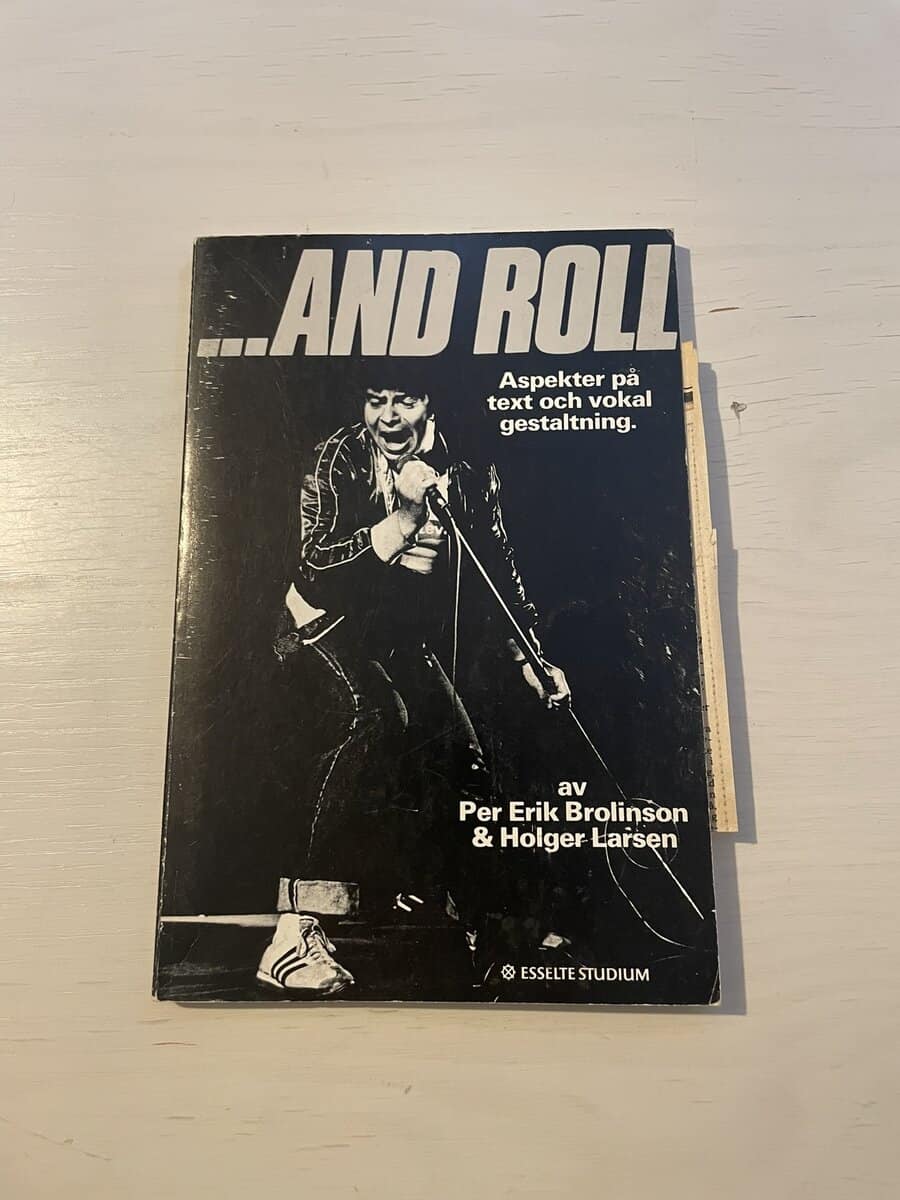 ...AND ROLL
Aspekter på
text och vokal
gestaltning.
av
Per Erik Brolinson
& Holger Larsen
ESSELTE STUDIUM